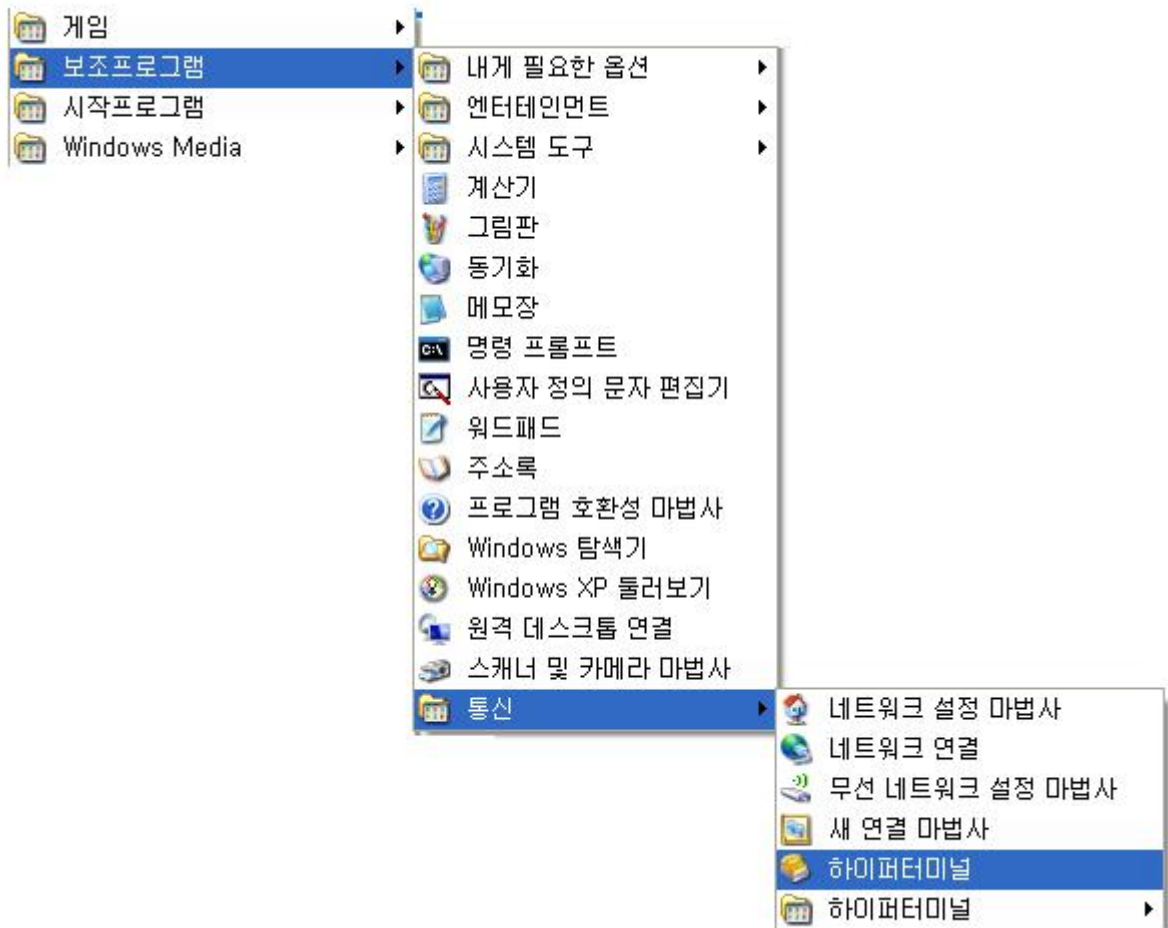 게임
보조프로그램
시작프로그램
Windows Media
내게 필요한 옵션
엔터테인먼트
시스템 도구
계산기
그림판
동기화
메모장
명령 프롬프트
사용자 정의 문자 편집기
워드패드
주소록
프로그램 호환성 마법사
Windows 탐색기
Windows XP 둘러보기
원격 데스크톱 연결
스캐너 및 카메라 마법사
통신
네트워크 설정 마법사
네트워크 연결
무선 네트워크 설정 마법사
새 연결 마법사
하이퍼터미널
하이퍼터미널